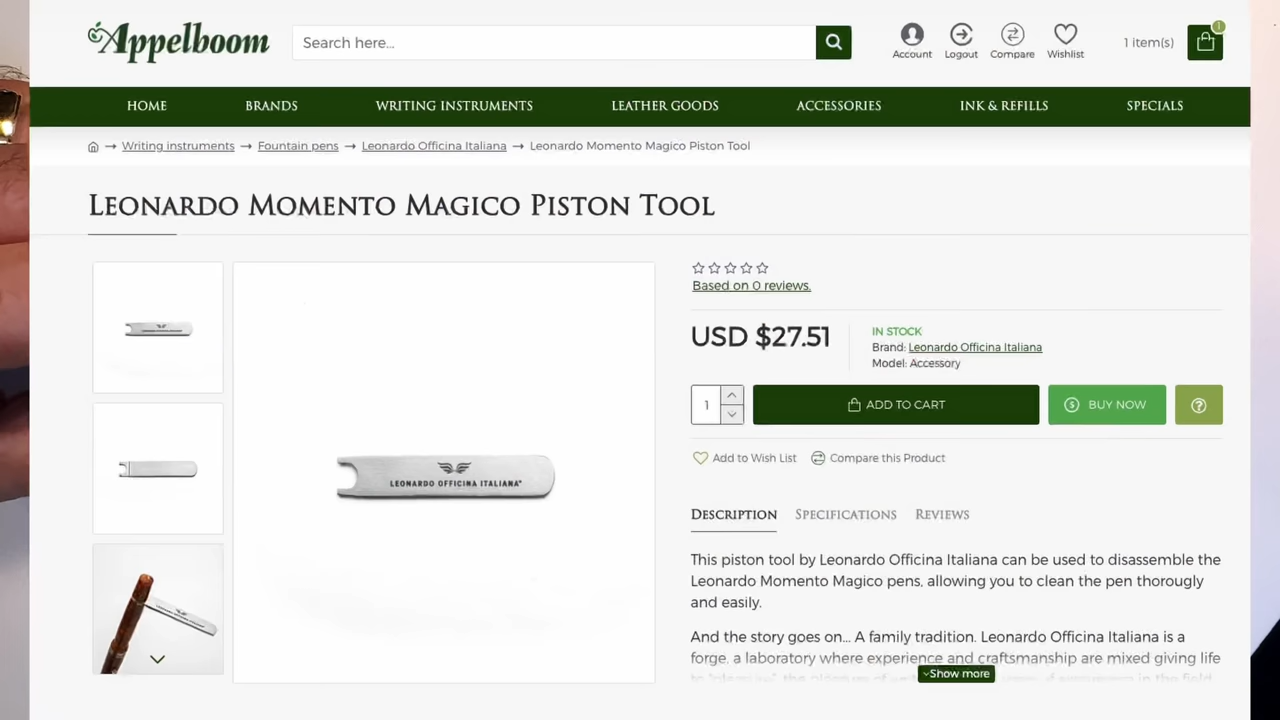 Appelboom
Search here...
Account
Logout
Compare
Wishlist
1 item(s)
1
HOME
BRANDS
WRITING INSTRUMENTS
LEATHER GOODS
ACCESSORIES
INK & REFILLS
SPECIALS
Writing instruments → Fountain pens → Leonardo Officina Italiana → Leonardo Momento Magico Piston Tool
LEONARDO MOMENTO MAGICO PISTON TOOL
LEONARDO OFFICINA ITALIANA
Based on 0 reviews.
USD $27.51
IN STOCK
Brand: Leonardo Officina Italiana
Model: Accessory
1
ADD TO CART
BUY NOW
Add to Wish List
Compare this Product
DESCRIPTION
SPECIFICATIONS
REVIEWS
This piston tool by Leonardo Officina Italiana can be used to disassemble the
Leonardo Momento Magico pens, allowing you to clean the pen thorougly
and easily.
And the story goes on... A family tradition. Leonardo Officina Italiana is a
forge, a laboratory where experience and craftsmanship are mixed giving life
Show more